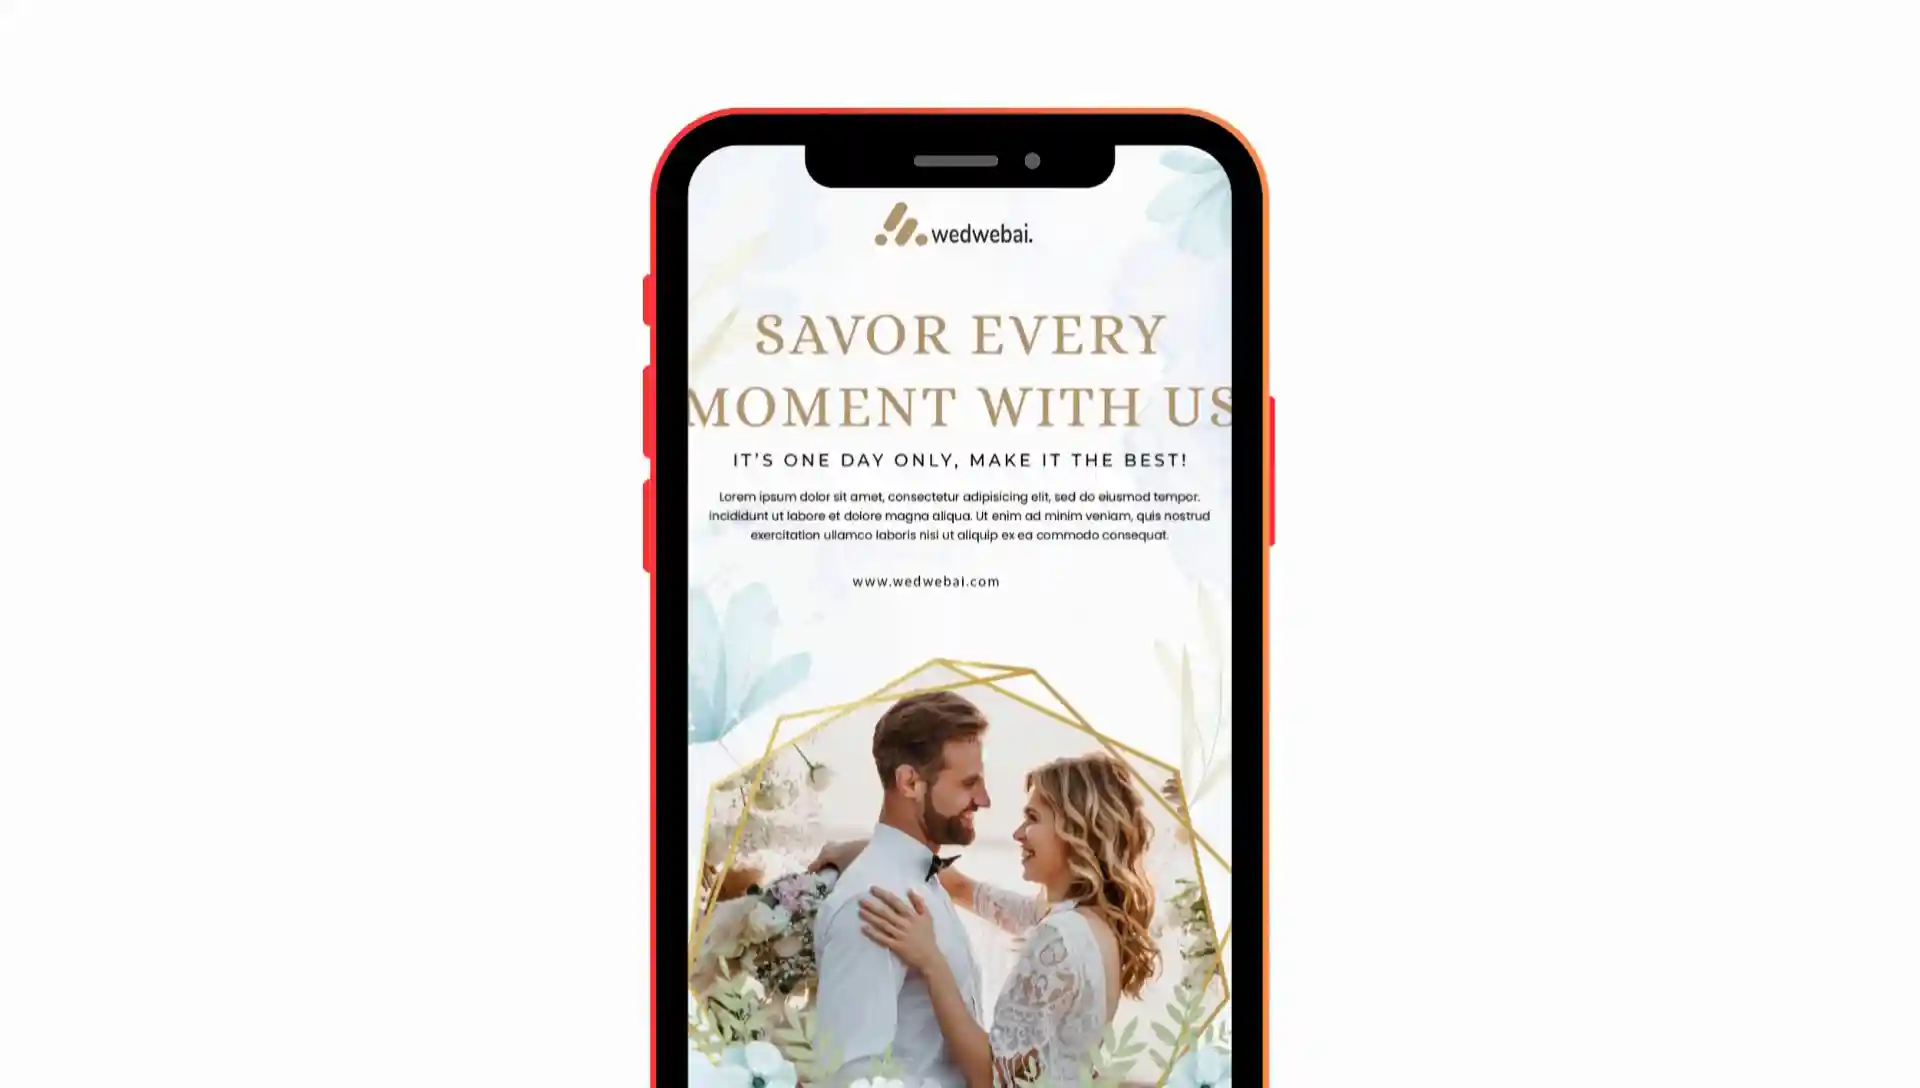 wedwebai.
SAVOR EVERY
MOMENT WITH US
IT'S ONE DAY ONLY, MAKE IT THE BEST!
Lorem ipsum dolor sit amet, consectetur adipisicing elit, sed do eiusmod tempor.
incididunt ut labore et dolore magna aliqua. Ut enim ad minim veniam, quis nostrud
exercitation ullamco laboris nisi ut aliquip ex ea commodo consequat.
www.wedwebai.com